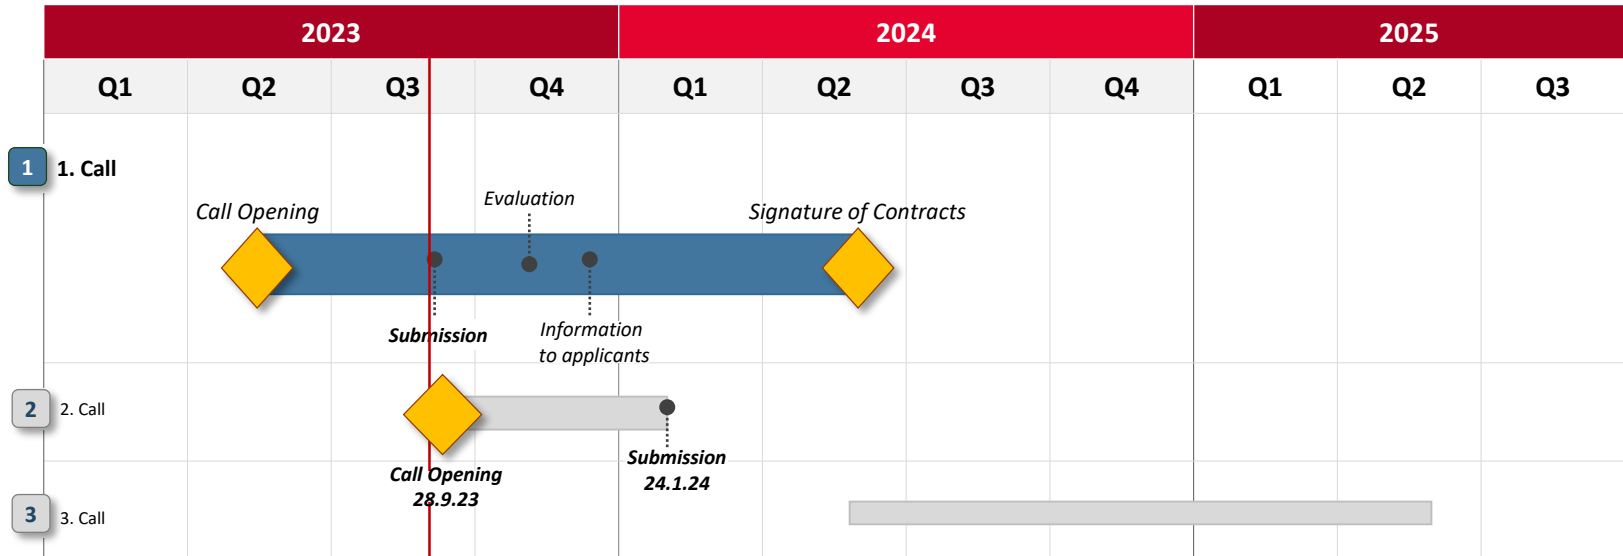 2023 2024 2025
Q1 Q2 Q3 Q4 Q1 Q2 Q3 Q4 Q1 Q2 Q3
1 1. Call
Evaluation
Call Opening Signature of Contracts
Submission
Information
to applicants
2 2. Call
Call Opening
28.9.23
Submission
24.1.24
3 3. Call